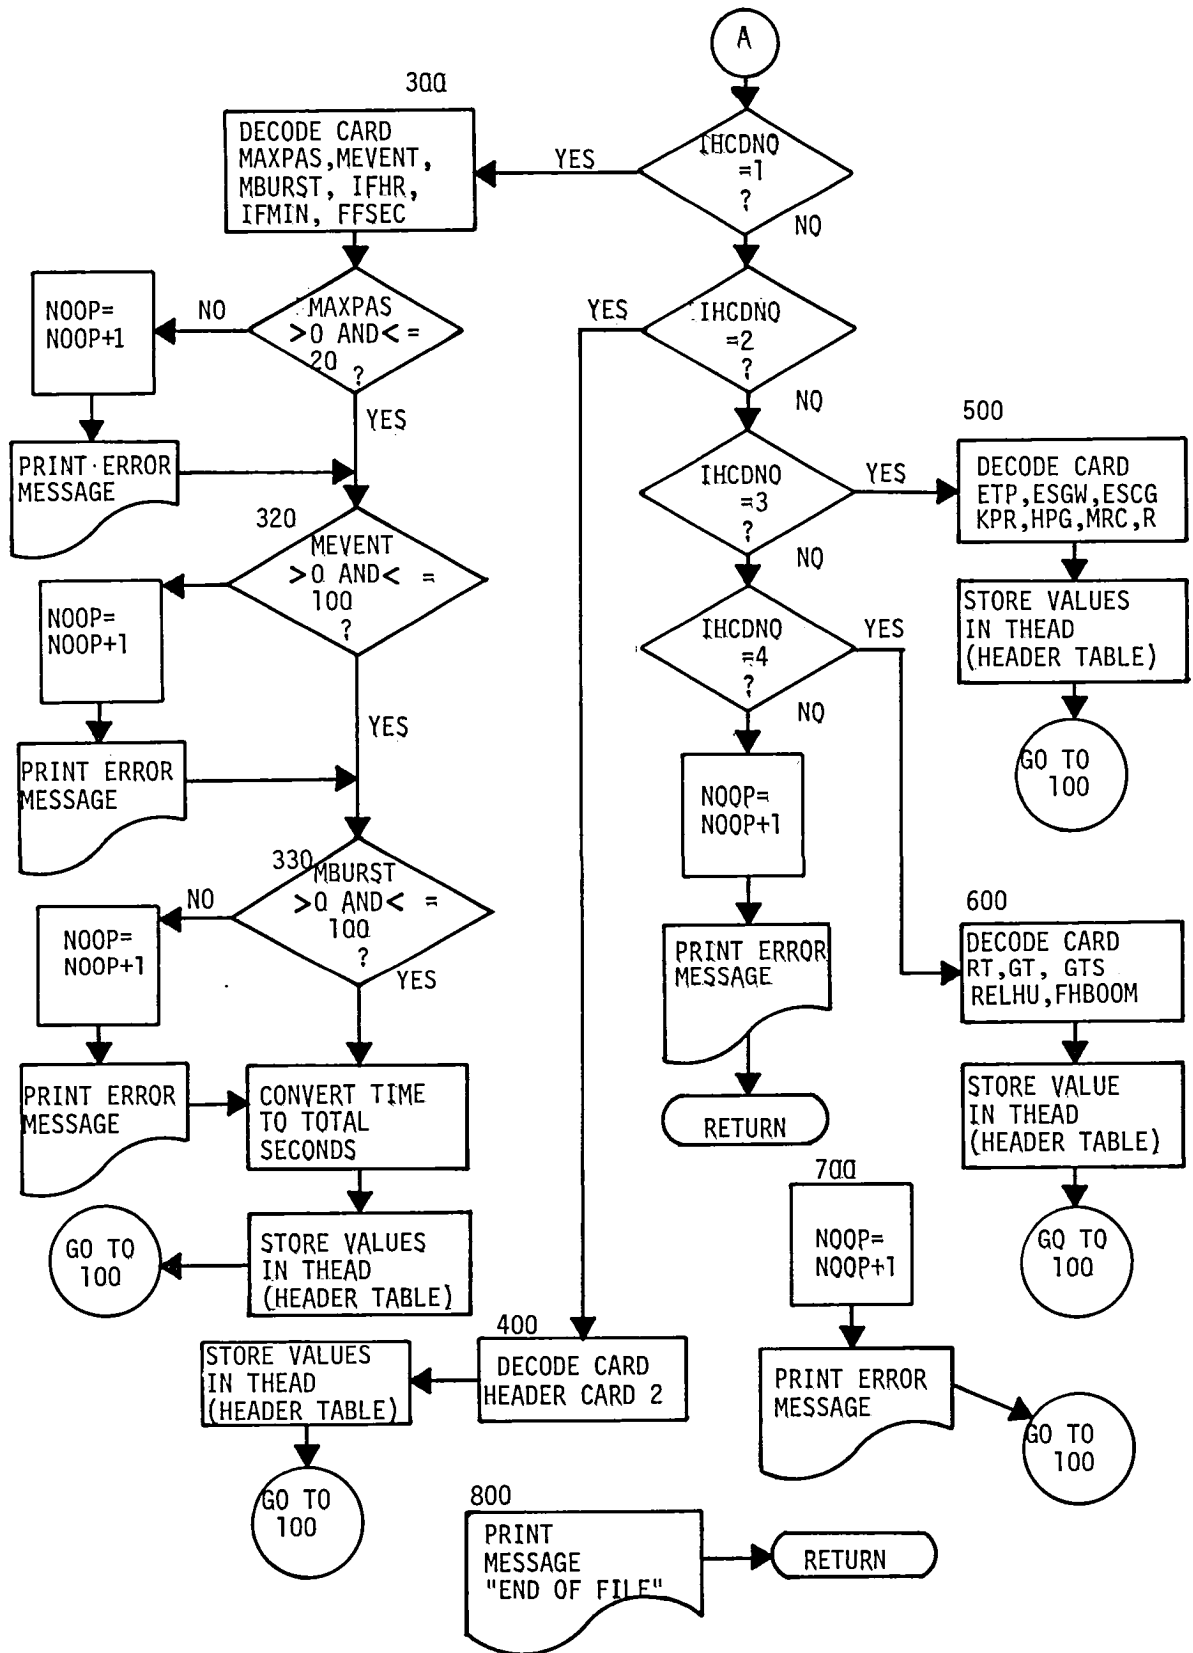 A
300
DECODE CARD
MAXPAS,MEVENT,
MBURST, IFHR,
IFMIN, FFSEC
YES
IHCDNO
=1
?
NO
NOOP=
NOOP+1
NO
MAXPAS
>0 AND< =
20
?
YES
YES
IHCDNO
=2
?
NO
PRINT ERROR
MESSAGE
320
MEVENT
>0 AND< =
100
?
NOOP=
NOOP+1
YES
IHCDNO
=3
?
YES
NO
500
DECODE CARD
ETP,ESGW,ESCG
KPR,HPG,MRC,R
STORE VALUES
IN THEAD
(HEADER TABLE)
GO TO
100
IHCDNO
=4
?
YES
NO
PRINT ERROR
MESSAGE
NOOP=
NOOP+1
330
MBURST
>0 AND< =
100
?
NO
YES
NOOP=
NOOP+1
PRINT ERROR
MESSAGE
RETURN
600
DECODE CARD
RT,GT, GTS
RELHU,FHBOOM
STORE VALUE
IN THEAD
(HEADER TABLE)
GO TO
100
PRINT ERROR
MESSAGE
CONVERT TIME
TO TOTAL
SECONDS
GO TO
100
STORE VALUES
IN THEAD
(HEADER TABLE)
700
NOOP=
NOOP+1
PRINT ERROR
MESSAGE
GO TO
100
400
DECODE CARD
HEADER CARD 2
STORE VALUES
IN THEAD
(HEADER TABLE)
GO TO
100
800
PRINT
MESSAGE
"END OF FILE"
RETURN